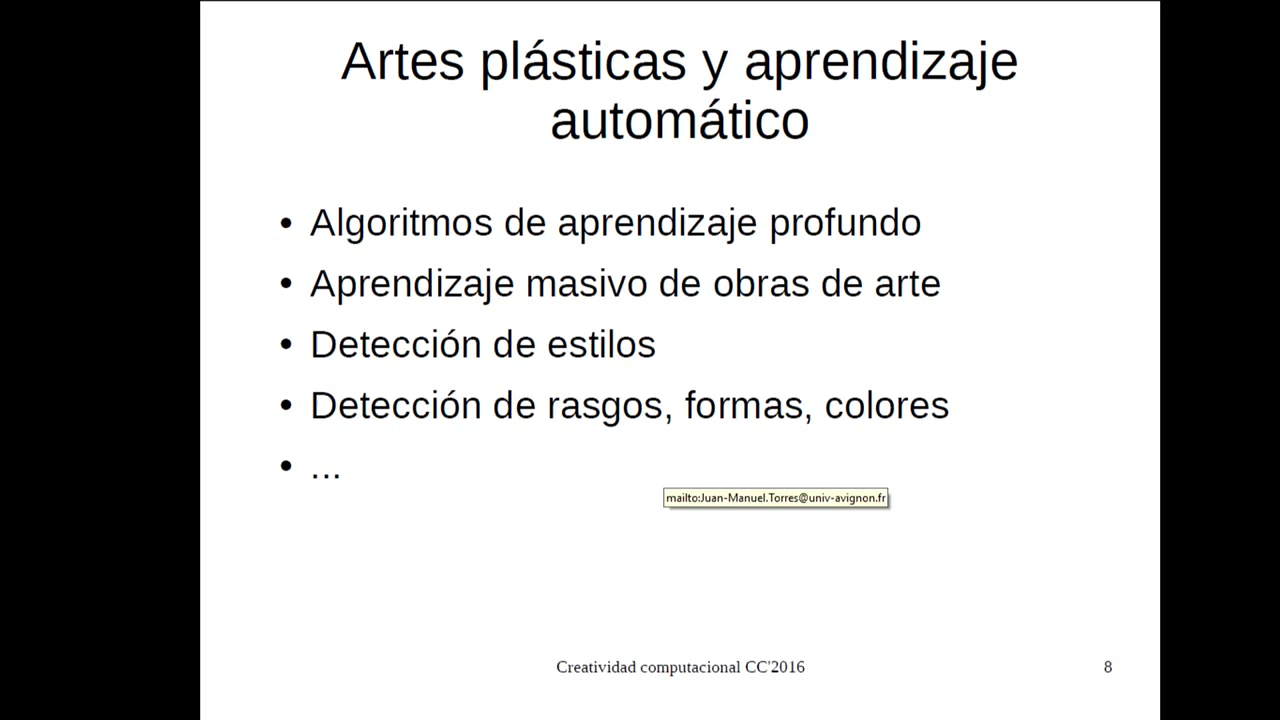 Artes plásticas y aprendizaje
automático
• Algoritmos de aprendizaje profundo
• Aprendizaje masivo de obras de arte
• Detección de estilos
• Detección de rasgos, formas, colores
• ...
mailto:Juan-Manuel.Torres@univ-avignon.fr
Creatividad computacional CC'2016
8